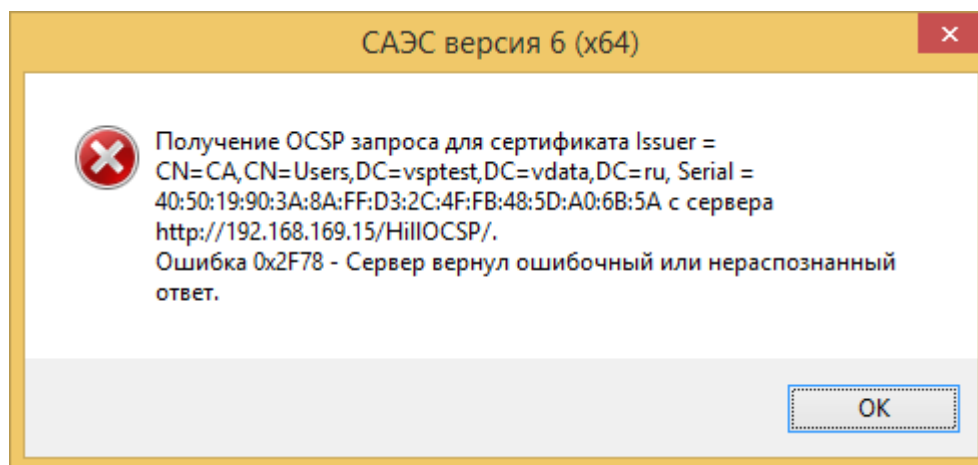 САЭС версия 6 (x64)
Получение OCSP запроса для сертификата Issuer =
CN=CA,CN=Users,DC=vsptest,DC=vdata,DC=ru, Serial =
40:50:19:90:3A:8A:FF:D3:2C:4F:FB:48:5D:A0:6B:5A с сервера
http://192.168.169.15/HillOCSP/.
Ошибка 0x2F78 - Сервер вернул ошибочный или нераспознанный
ответ.
OK